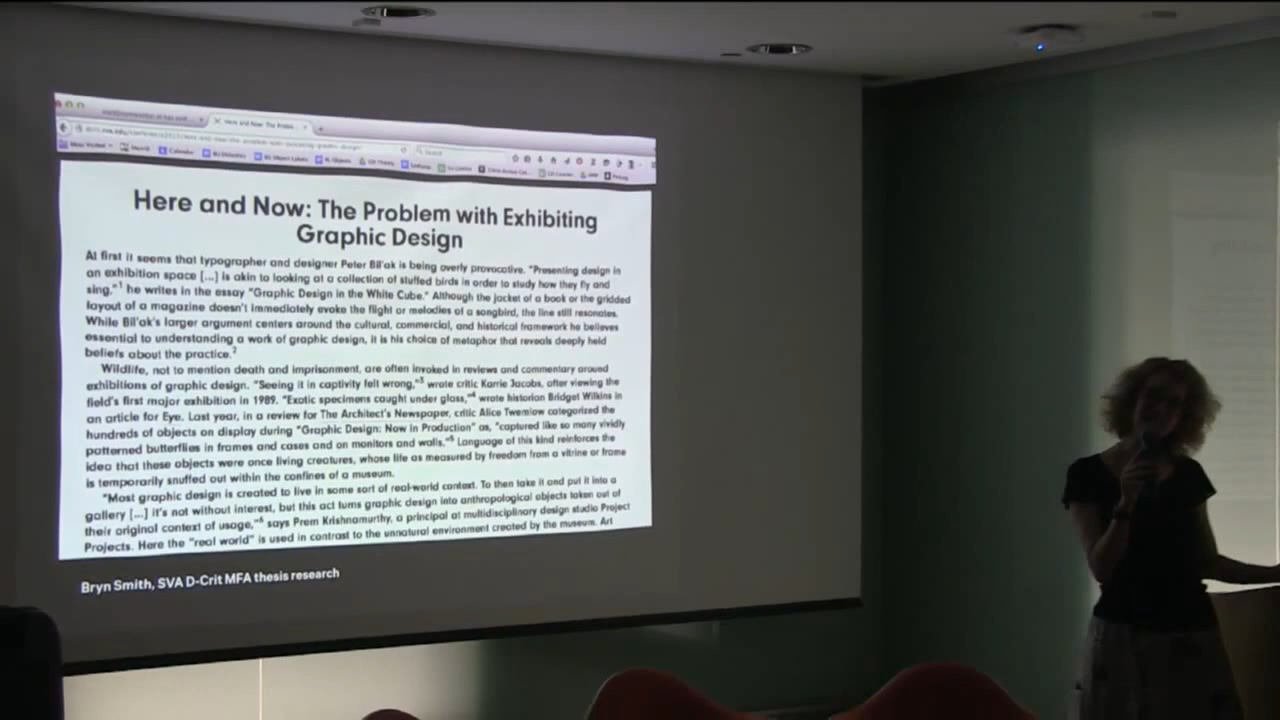 Here and Now: The Proble
Search
Most Visited
Calendar
GD Theory
Here and Now: The Problem with Exhibiting
Graphic Design
At first it seems that typographer and designer Peter Bil'ak is being overly provocative. "Presenting design in
an exhibition space [...] is akin to looking at a collection of stuffed birds in order to study how they fly and
sing,"1 he writes in the essay "Graphic Design in the White Cube." Although the jacket of a book or the gridded
layout of a magazine doesn't immediately evoke the flight or melodies of a songbird, the line still resonates.
While Bil'ak's larger argument centers around the cultural, commercial, and historical framework he believes
essential to understanding a work of graphic design, it is his choice of metaphor that reveals deeply held
beliefs about the practice.2
Wildlife, not to mention death and imprisonment, are often invoked in reviews and commentary around
exhibitions of graphic design. "Seeing it in captivity felt wrong,"3 wrote critic Karrie Jacobs, after viewing the
field's first major exhibition in 1989. "Exotic specimens caught under glass,"4 wrote historian Bridget Wilkins in
an article for Eye. Last year, in a review for The Architect's Newspaper, critic Alice Twemlow categorized the
hundreds of objects on display during "Graphic Design: Now in Production" as, "captured like so many vividly
patterned butterflies in frames and cases and on monitors and walls."5 Language of this kind reinforces the
idea that these objects were once living creatures, whose life as measured by freedom from a vitrine or frame
is temporarily snuffed out within the confines of a museum.
"Most graphic design is created to live in some sort of real-world context. To then take it and put it into a
gallery [...] it's not without interest, but this act turns graphic design into anthropological objects taken out of
their original context of usage,"6 says Prem Krishnamurthy, a principal at multidisciplinary design studio Project
Projects. Here the "real world" is used in contrast to the unnatural environment created by the museum. Art
Bryn Smith, SVA D-Crit MFA thesis research